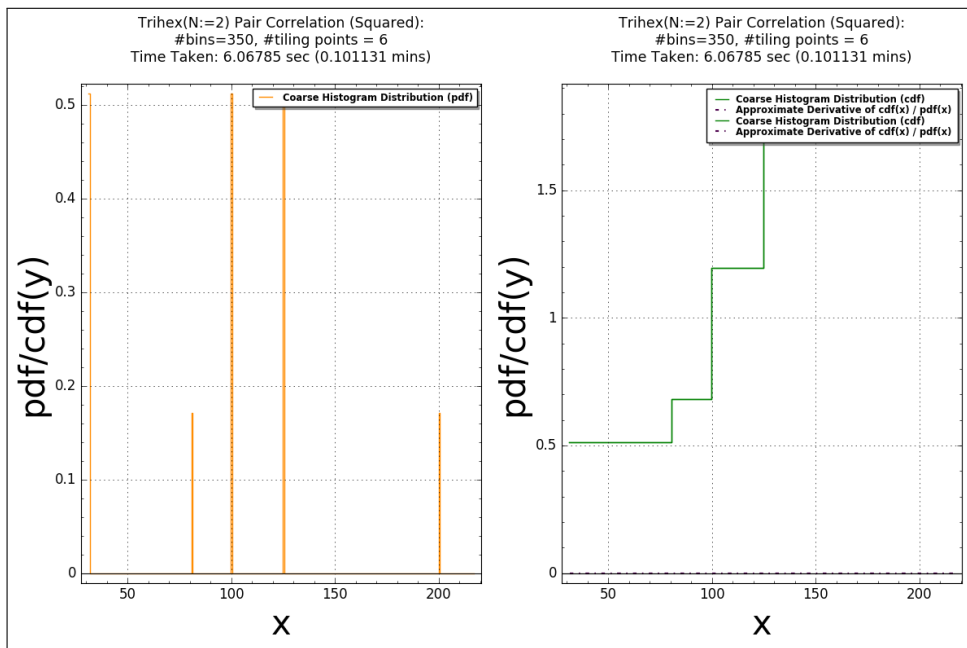 Trihex(N:=2) Pair Correlation (Squared):
#bins=350, #tiling points = 6
Time Taken: 6.06785 sec (0.101131 mins)
Coarse Histogram Distribution (pdf)
0.5
0.4
0.3
0.2
0.1
0
50
100
150
200
pdf/cdf(y)
x
Trihex(N:=2) Pair Correlation (Squared):
#bins=350, #tiling points = 6
Time Taken: 6.06785 sec (0.101131 mins)
Coarse Histogram Distribution (cdf)
Approximate Derivative of cdf(x) / pdf(x)
Coarse Histogram Distribution (cdf)
Approximate Derivative of cdf(x) / pdf(x)
1.5
1
0.5
0
50
100
150
200
pdf/cdf(y)
x